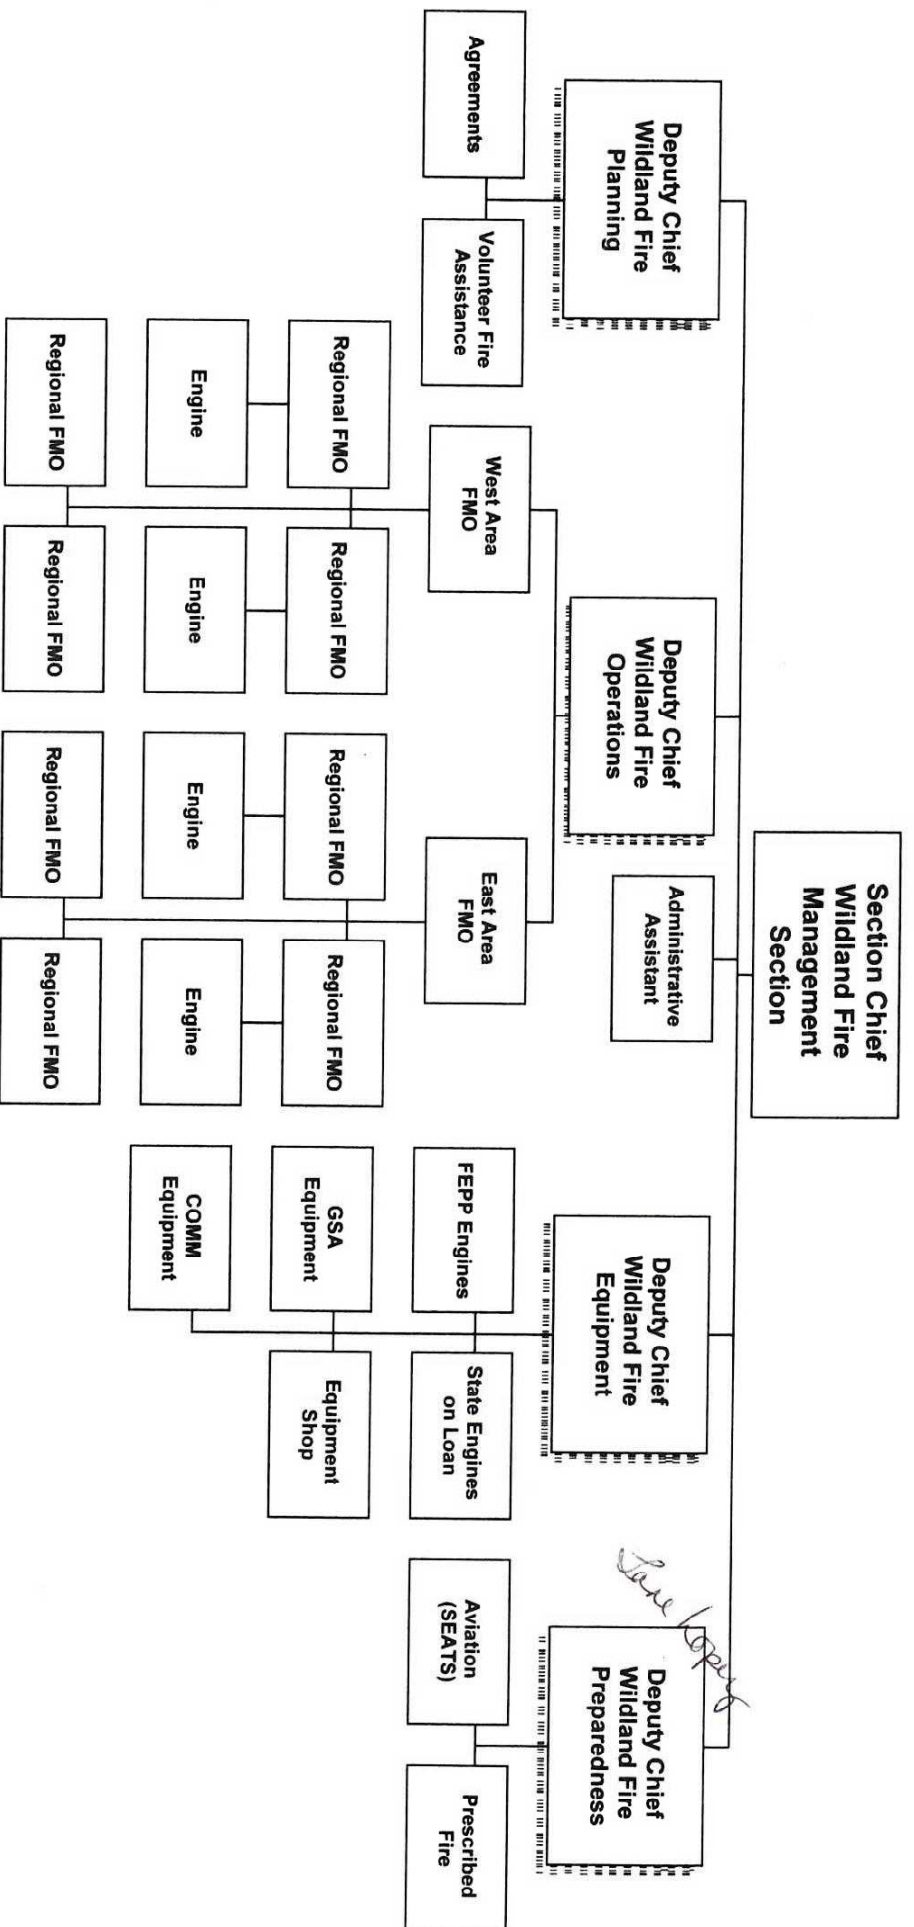 Section Chief
Wildland Fire
Management
Section
Administrative
Assistant
Deputy Chief
Wildland Fire
Planning
Deputy Chief
Wildland Fire
Operations
Deputy Chief
Wildland Fire
Equipment
Deputy Chief
Wildland Fire
Preparedness
Agreements
Volunteer Fire
Assistance
West Area
FMO
East Area
FMO
FEPP Engines
State Engines
on Loan
Aviation
(SEATS)
Prescribed
Fire
Regional FMO
Regional FMO
Regional FMO
Regional FMO
GSA
Equipment
Equipment
Shop
Engine
Engine
Engine
Engine
COMM
Equipment
Regional FMO
Regional FMO
Regional FMO
Regional FMO